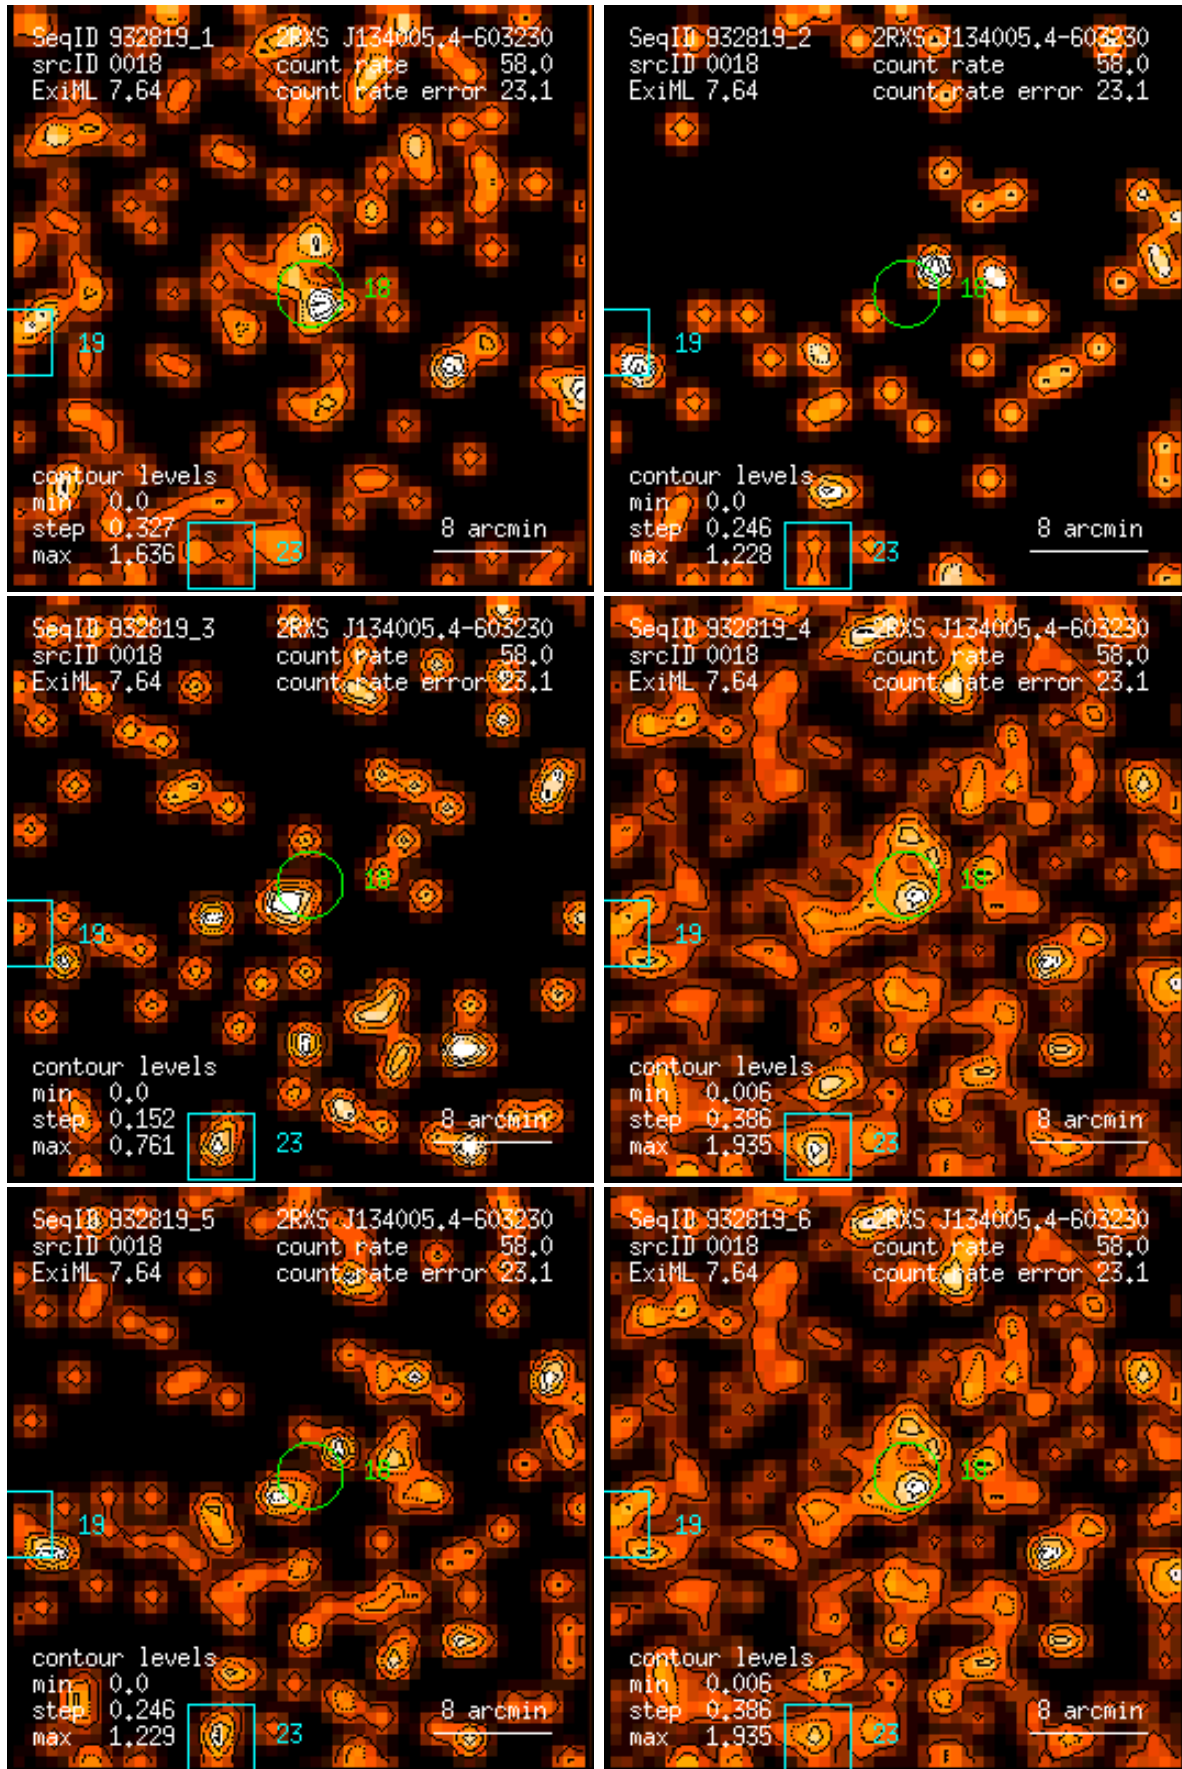 SeqID 932819_1 2RXS J134005.4-603230
srcID 0018 count rate 58.0
ExiML 7.64 count rate error 23.1
18
19
contour levels
min 0.0
step 0.327
max 1.636
23
8 arcmin
SeqID 932819_2 2RXS J134005.4-603230
srcID 0018 count rate 58.0
ExiML 7.64 count rate error 23.1
18
19
contour levels
min 0.0
step 0.246
max 1.228
23
8 arcmin
SeqID 932819_3 2RXS J134005.4-603230
srcID 0018 count rate 58.0
ExiML 7.64 count rate error 23.1
18
19
contour levels
min 0.0
step 0.152
max 0.761
23
8 arcmin
SeqID 932819_4 2RXS J134005.4-603230
srcID 0018 count rate 58.0
ExiML 7.64 count rate error 23.1
18
19
contour levels
min 0.006
step 0.386
max 1.935
23
8 arcmin
SeqID 932819_5 2RXS J134005.4-603230
srcID 0018 count rate 58.0
ExiML 7.64 count rate error 23.1
18
19
contour levels
min 0.0
step 0.246
max 1.229
23
8 arcmin
SeqID 932819_6 2RXS J134005.4-603230
srcID 0018 count rate 58.0
ExiML 7.64 count rate error 23.1
18
19
contour levels
min 0.006
step 0.386
max 1.935
23
8 arcmin